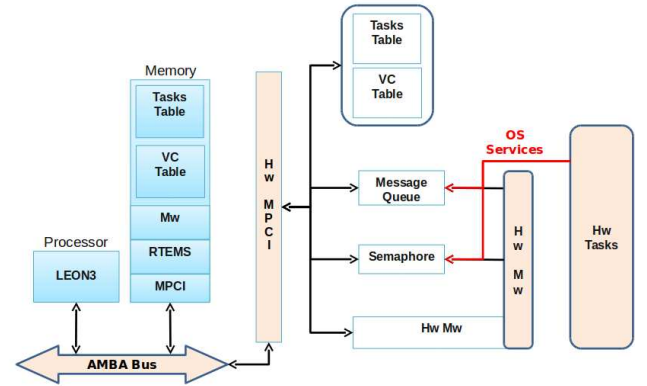 Memory
Tasks
Table
VC
Table
Mw
RTEMS
MPCI
Processor
LEON3
AMBA Bus
H
w
M
P
C
I
Tasks
Table
VC
Table
Message
Queue
Semaphore
Hw Mw
H
w
M
w
OS
Services
Hw
Tasks